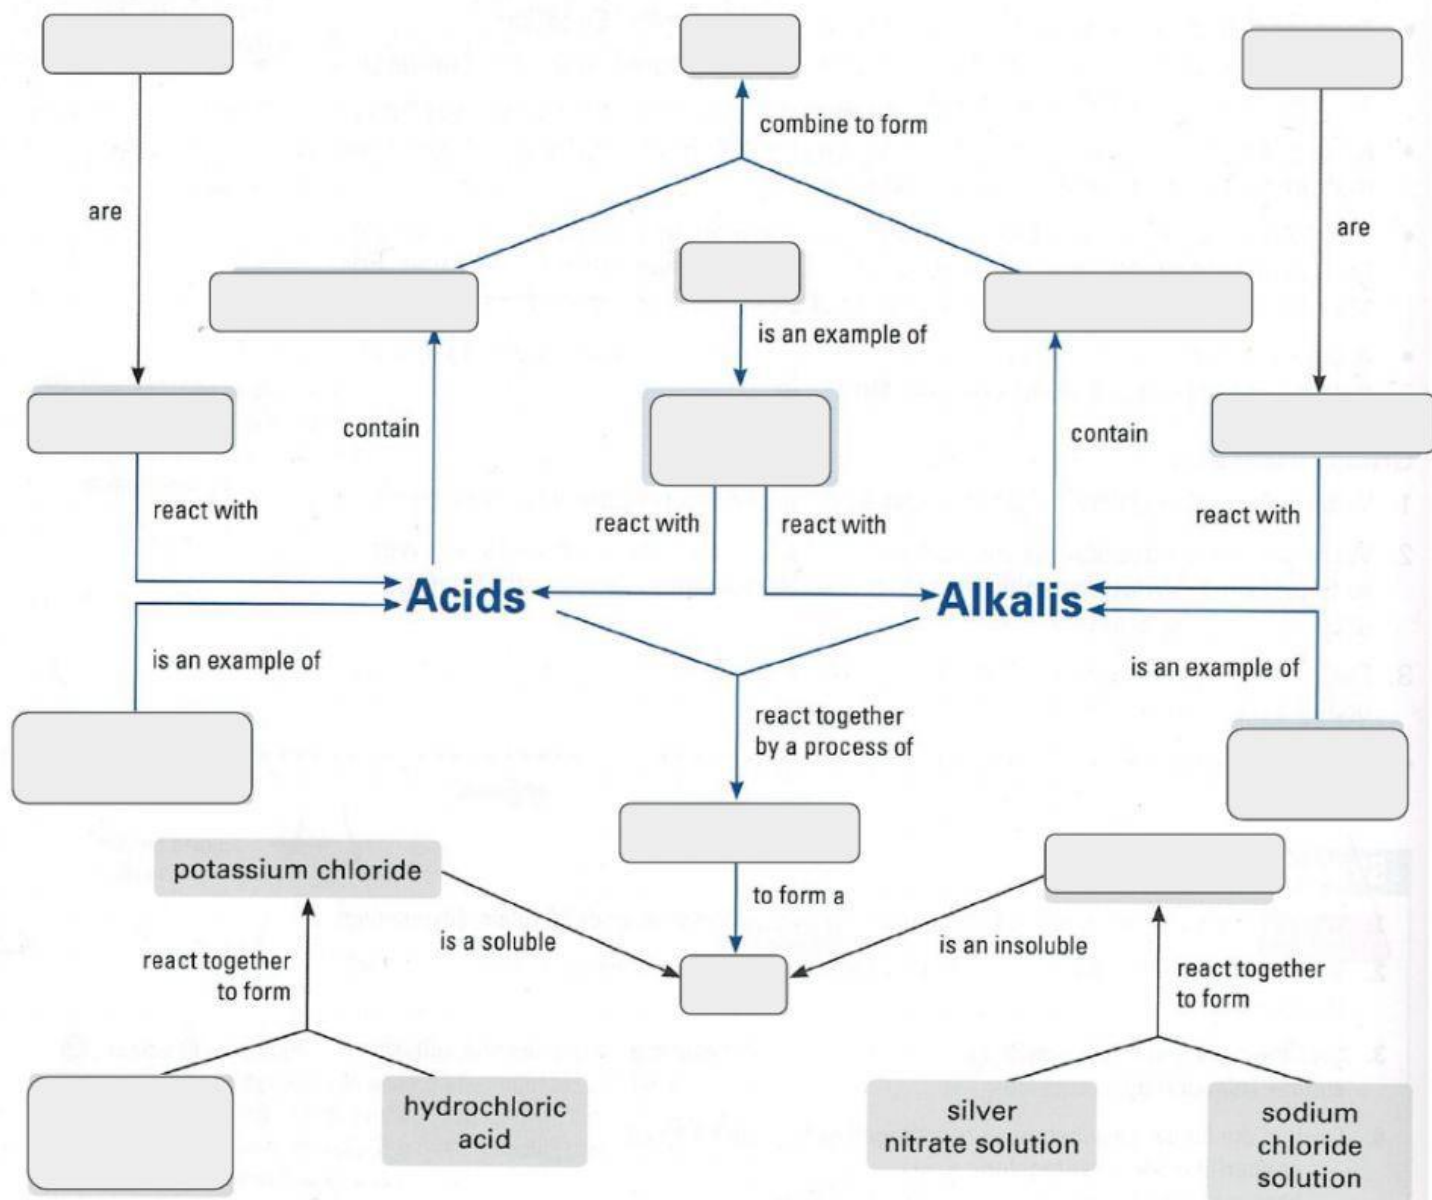 combine to form
are
are
is an example of
contain
contain
react with
react with
react with
react with
Acids
Alkalis
is an example of
is an example of
react together
by a process of
potassium chloride
to form a
is a soluble
is an insoluble
react together
to form
react together
to form
hydrochloric
acid
silver
nitrate solution
sodium
chloride
solution